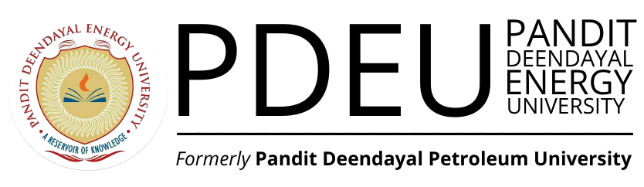 PANDIT DEENDAYAL ENERGY UNIVERSITY
• A RESERVOIR OF KNOWLEDGE •
PDEU
PANDIT
DEENDAYAL
ENERGY
UNIVERSITY
Formerly Pandit Deendayal Petroleum University